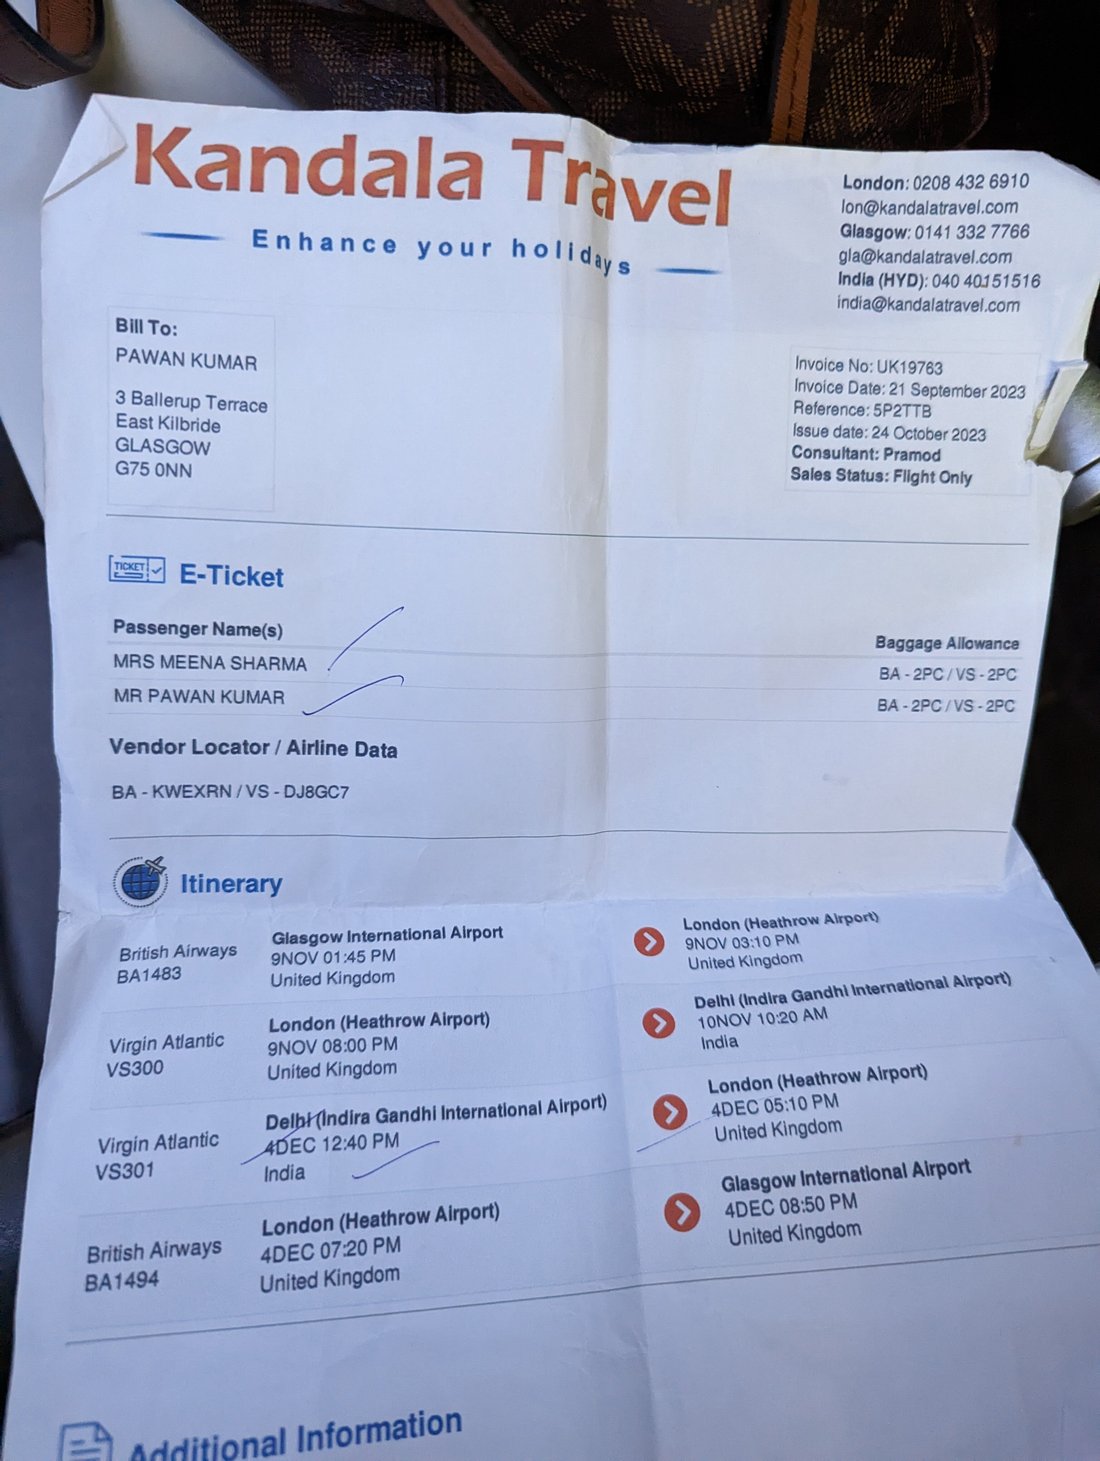 Kandala Travel
Enhance your holidays
London: 0208 432 6910
lon@kandalatravel.com
Glasgow: 0141 332 7766
gla@kandalatravel.com
India (HYD): 040 40151516
india@kandalatravel.com
Bill To:
PAWAN KUMAR
3 Ballerup Terrace
East Kilbride
GLASGOW
G75 0NN
Invoice No: UK19763
Invoice Date: 21 September 2023
Reference: 5P2TTB
Issue date: 24 October 2023
Consultant: Pramod
Sales Status: Flight Only
TICKET
E-Ticket
Passenger Name(s)
Baggage Allowance
MRS MEENA SHARMA
BA - 2PC / VS - 2PC
MR PAWAN KUMAR
BA - 2PC / VS - 2PC
Vendor Locator / Airline Data
BA - KWEXRN / VS - DJ8GC7
Itinerary
British Airways
BA1483
Glasgow International Airport
9NOV 01:45 PM
United Kingdom
London (Heathrow Airport)
9NOV 03:10 PM
United Kingdom
Virgin Atlantic
VS300
London (Heathrow Airport)
9NOV 08:00 PM
United Kingdom
Delhi (Indira Gandhi International Airport)
10NOV 10:20 AM
India
Virgin Atlantic
VS301
Delhi (Indira Gandhi International Airport)
4DEC 12:40 PM
India
London (Heathrow Airport)
4DEC 05:10 PM
United Kingdom
British Airways
BA1494
London (Heathrow Airport)
4DEC 07:20 PM
United Kingdom
Glasgow International Airport
4DEC 08:50 PM
United Kingdom
Additional Information